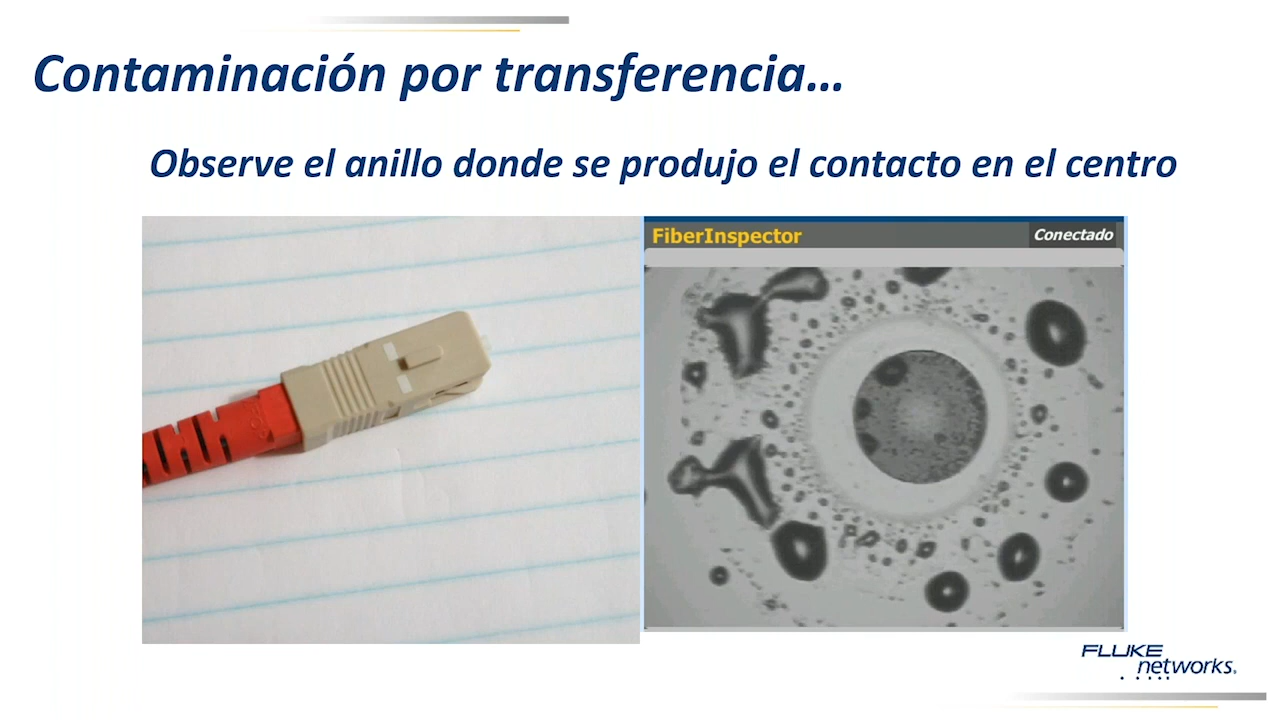 Contaminación por transferencia…
Observe el anillo donde se produjo el contacto en el centro
FiberInspector
Conectado
FLUKE
networks®